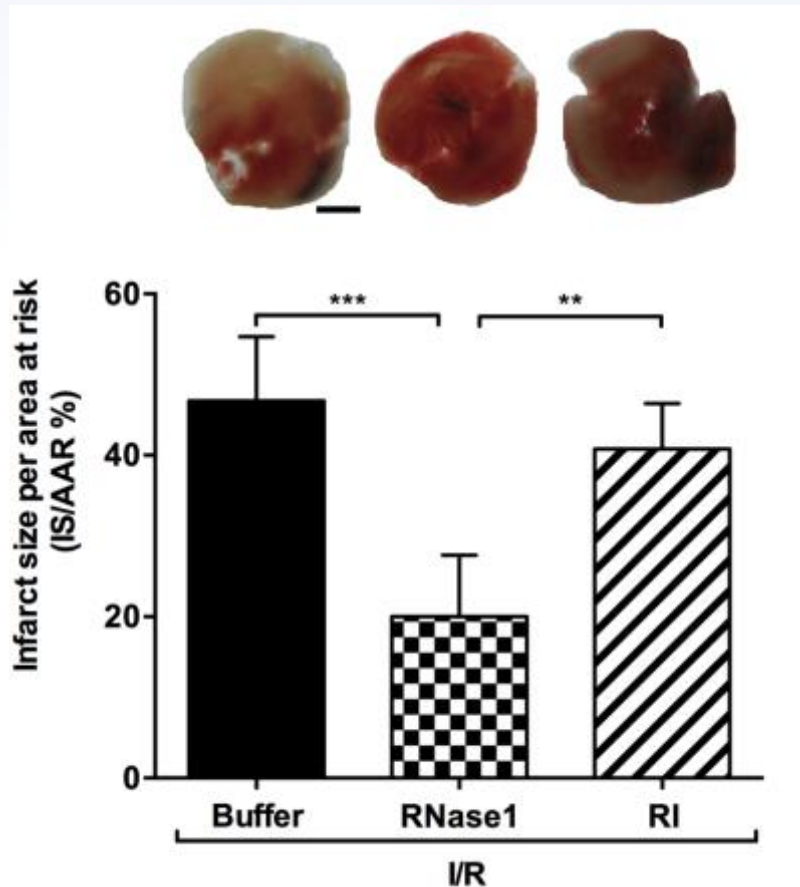 60
***
**
Infarct size per area at risk
(IS/AAR %)
40
20
0
Buffer
RNase1
RI
I/R